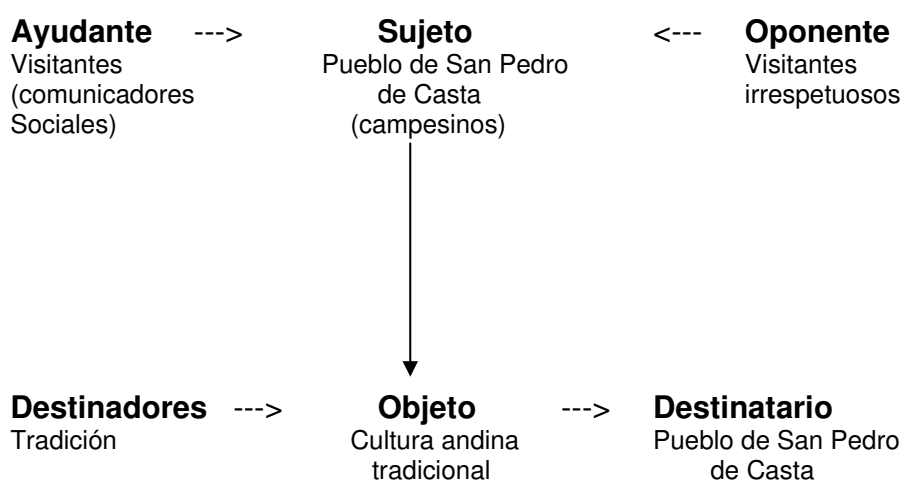 Ayudante ---> Sujeto <--- Oponente
Visitantes Pueblo de San Pedro Visitantes
(comunicadores de Casta irrespetuosos
Sociales) (campesinos)
Destinadores ---> Objeto ---> Destinatario
Tradición Cultura andina Pueblo de San Pedro
tradicional de Casta